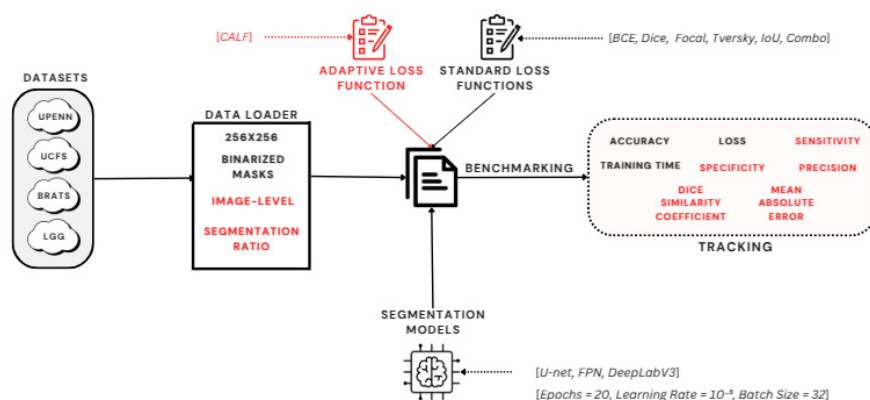 [CALF]
[BCE, Dice, Focal, Tversky, IoU, Combo]
ADAPTIVE LOSS
FUNCTION
STANDARD LOSS
FUNCTIONS
DATASETS
UPENN
UCFS
BRATS
LGG
DATA LOADER
256X256
BINARIZED
MASKS
IMAGE-LEVEL
SEGMENTATION
RATIO
BENCHMARKING
ACCURACY
LOSS
SENSITIVITY
TRAINING TIME
SPECIFICITY
PRECISION
DICE
SIMILARITY
COEFFICIENT
MEAN
ABSOLUTE
ERROR
TRACKING
SEGMENTATION
MODELS
[U-net, FPN, DeepLabV3]
[Epochs = 20, Learning Rate = 10⁻³, Batch Size = 32]